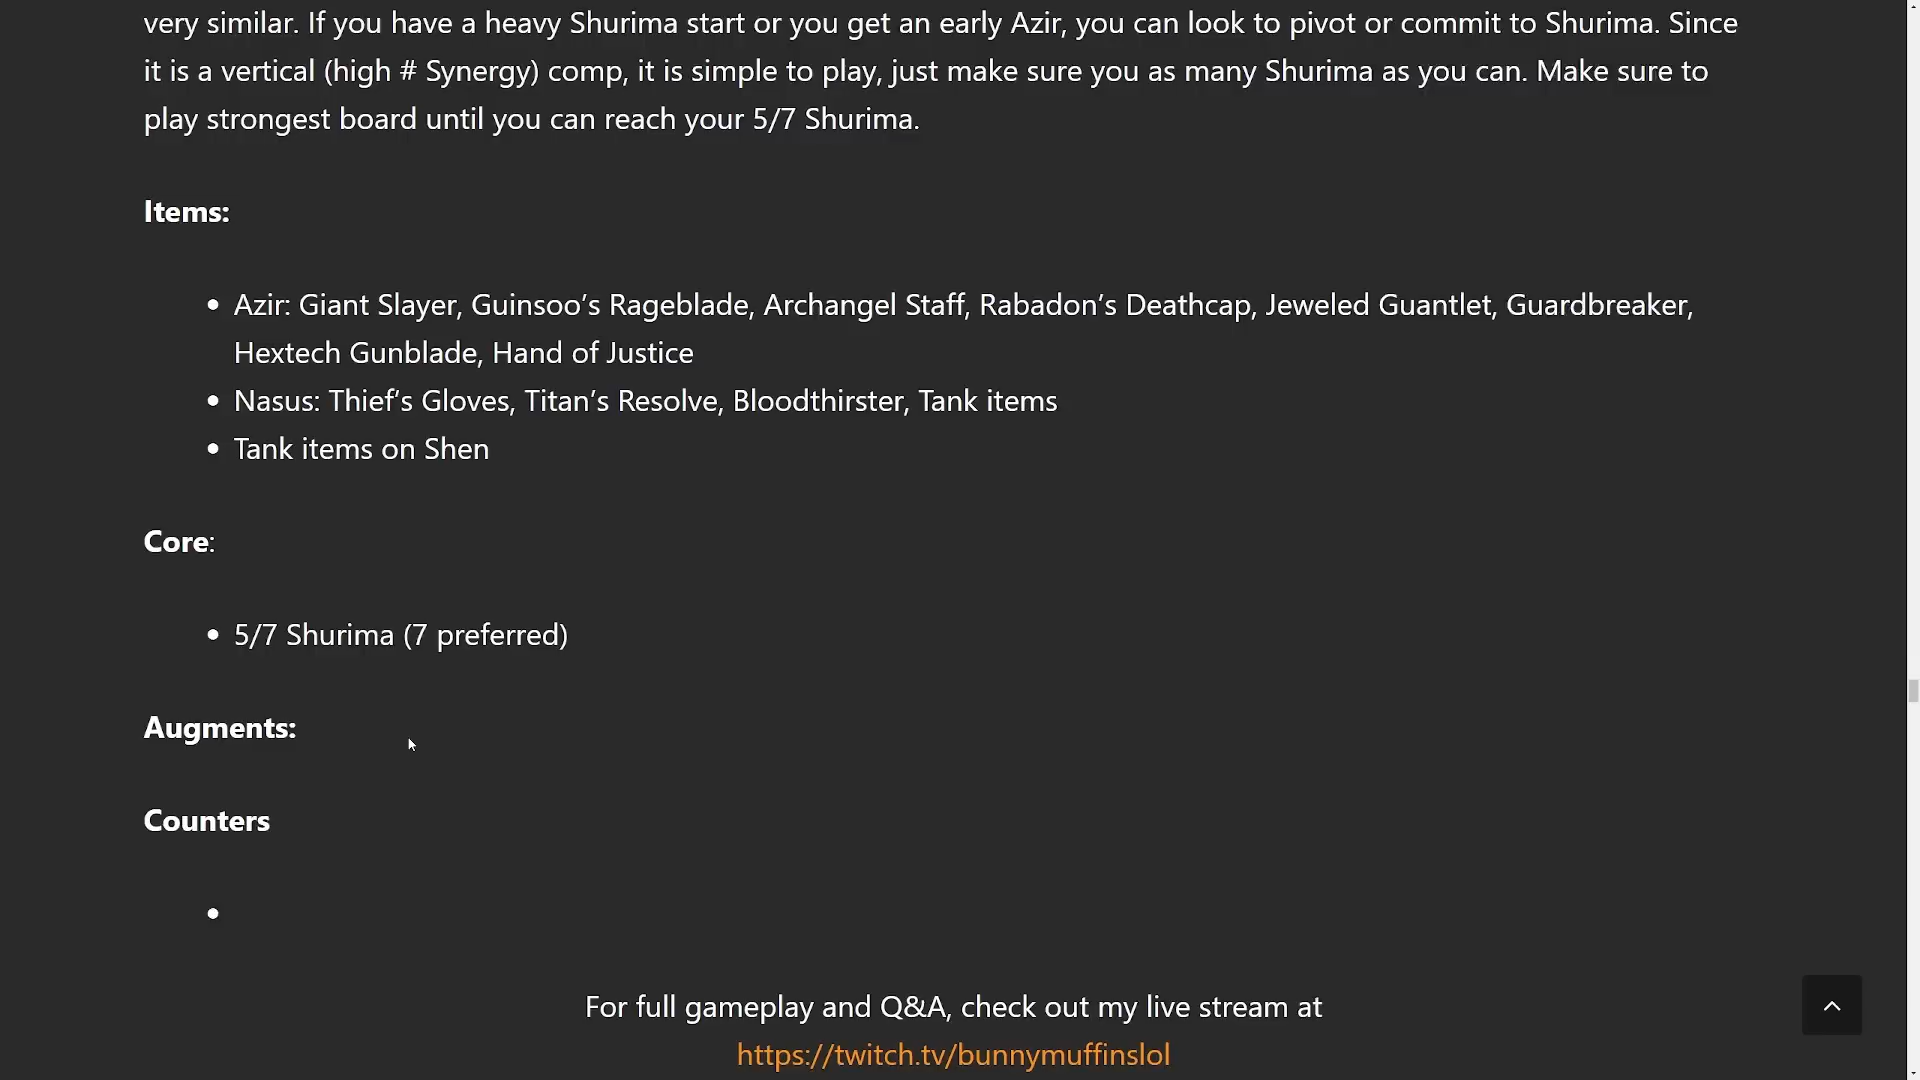 very similar. If you have a heavy Shurima start or you get an early Azir, you can look to pivot or commit to Shurima. Since
it is a vertical (high # Synergy) comp, it is simple to play, just make sure you as many Shurima as you can. Make sure to
play strongest board until you can reach your 5/7 Shurima.
Items:
• Azir: Giant Slayer, Guinsoo’s Rageblade, Archangel Staff, Rabadon’s Deathcap, Jeweled Guantlet, Guardbreaker,
Hextech Gunblade, Hand of Justice
• Nasus: Thief’s Gloves, Titan’s Resolve, Bloodthirster, Tank items
• Tank items on Shen
Core:
• 5/7 Shurima (7 preferred)
Augments:
Counters
•
For full gameplay and Q&A, check out my live stream at
https://twitch.tv/bunnymuffinslol